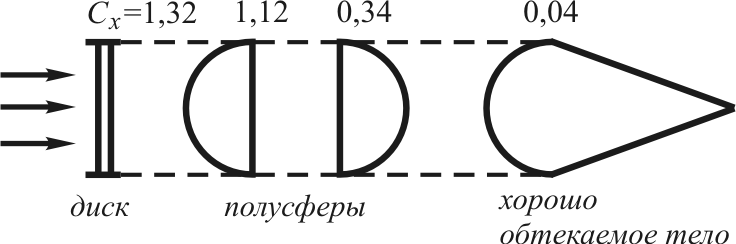 Cx=1,32 1,12 0,34 0,04
диск полусферы хорошо
обтекаемое тело